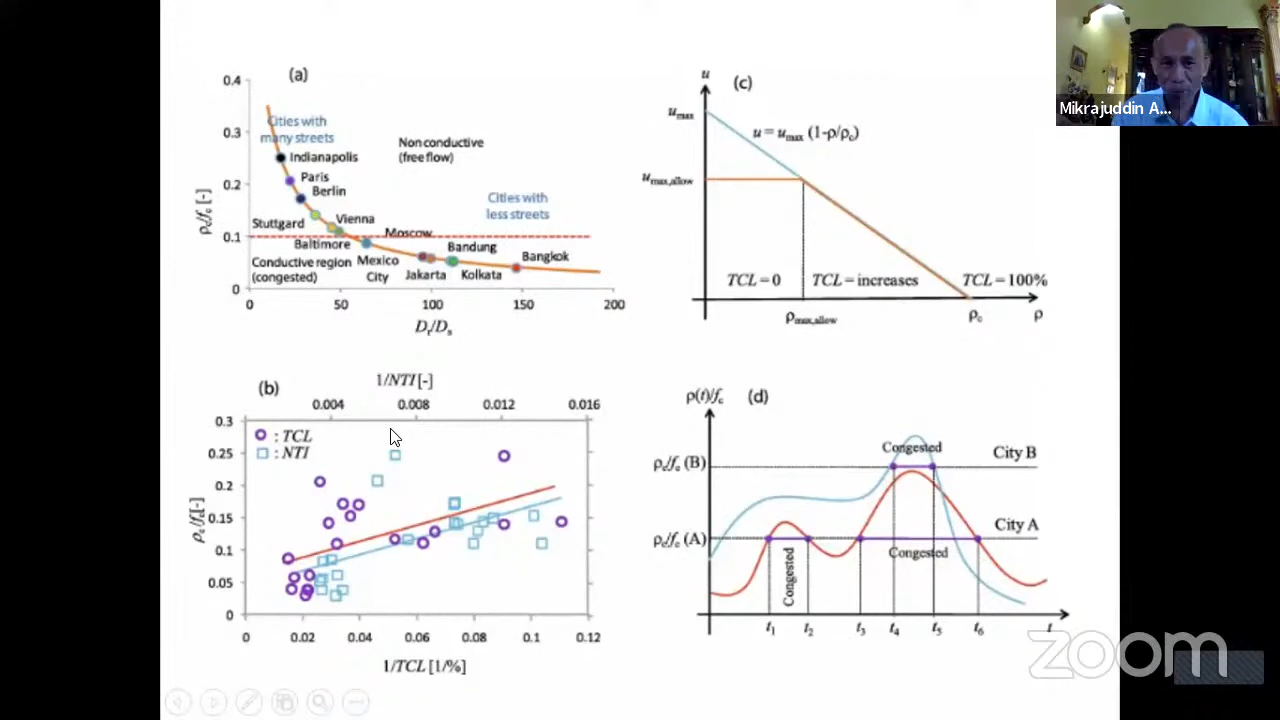 (a)
0.4
0.3
0.2
0.1
0
ρc/fc [-]
Cities with
many streets
Non conductive
(free flow)
Indianapolis
Paris
Berlin
Cities with
less streets
Stuttgard
Vienna
Moscow
Baltimore
Bandung
Bangkok
Conductive region
(congested)
Mexico
City
Jakarta
Kolkata
0 50 100 150 200
Dr/Ds
u
(c)
umax
u = umax (1-ρ/ρc)
umax,allow
TCL = 0
TCL = increases
TCL = 100%
ρmax,allow
ρc
ρ
Mikrajuddin A...
(b)
1/NTI [-]
0.004 0.008 0.012 0.016
0.3
0.25
0.2
0.15
0.1
0.05
0
ρc/fc[-]
: TCL
: NTI
0 0.02 0.04 0.06 0.08 0.1 0.12
1/TCL [1/%]
ρ(t)/fc
(d)
Congested
ρc/fc (B)
City B
City A
ρc/fc (A)
Congested
Congested
t1 t2 t3 t4 t5 t6 t
zoom